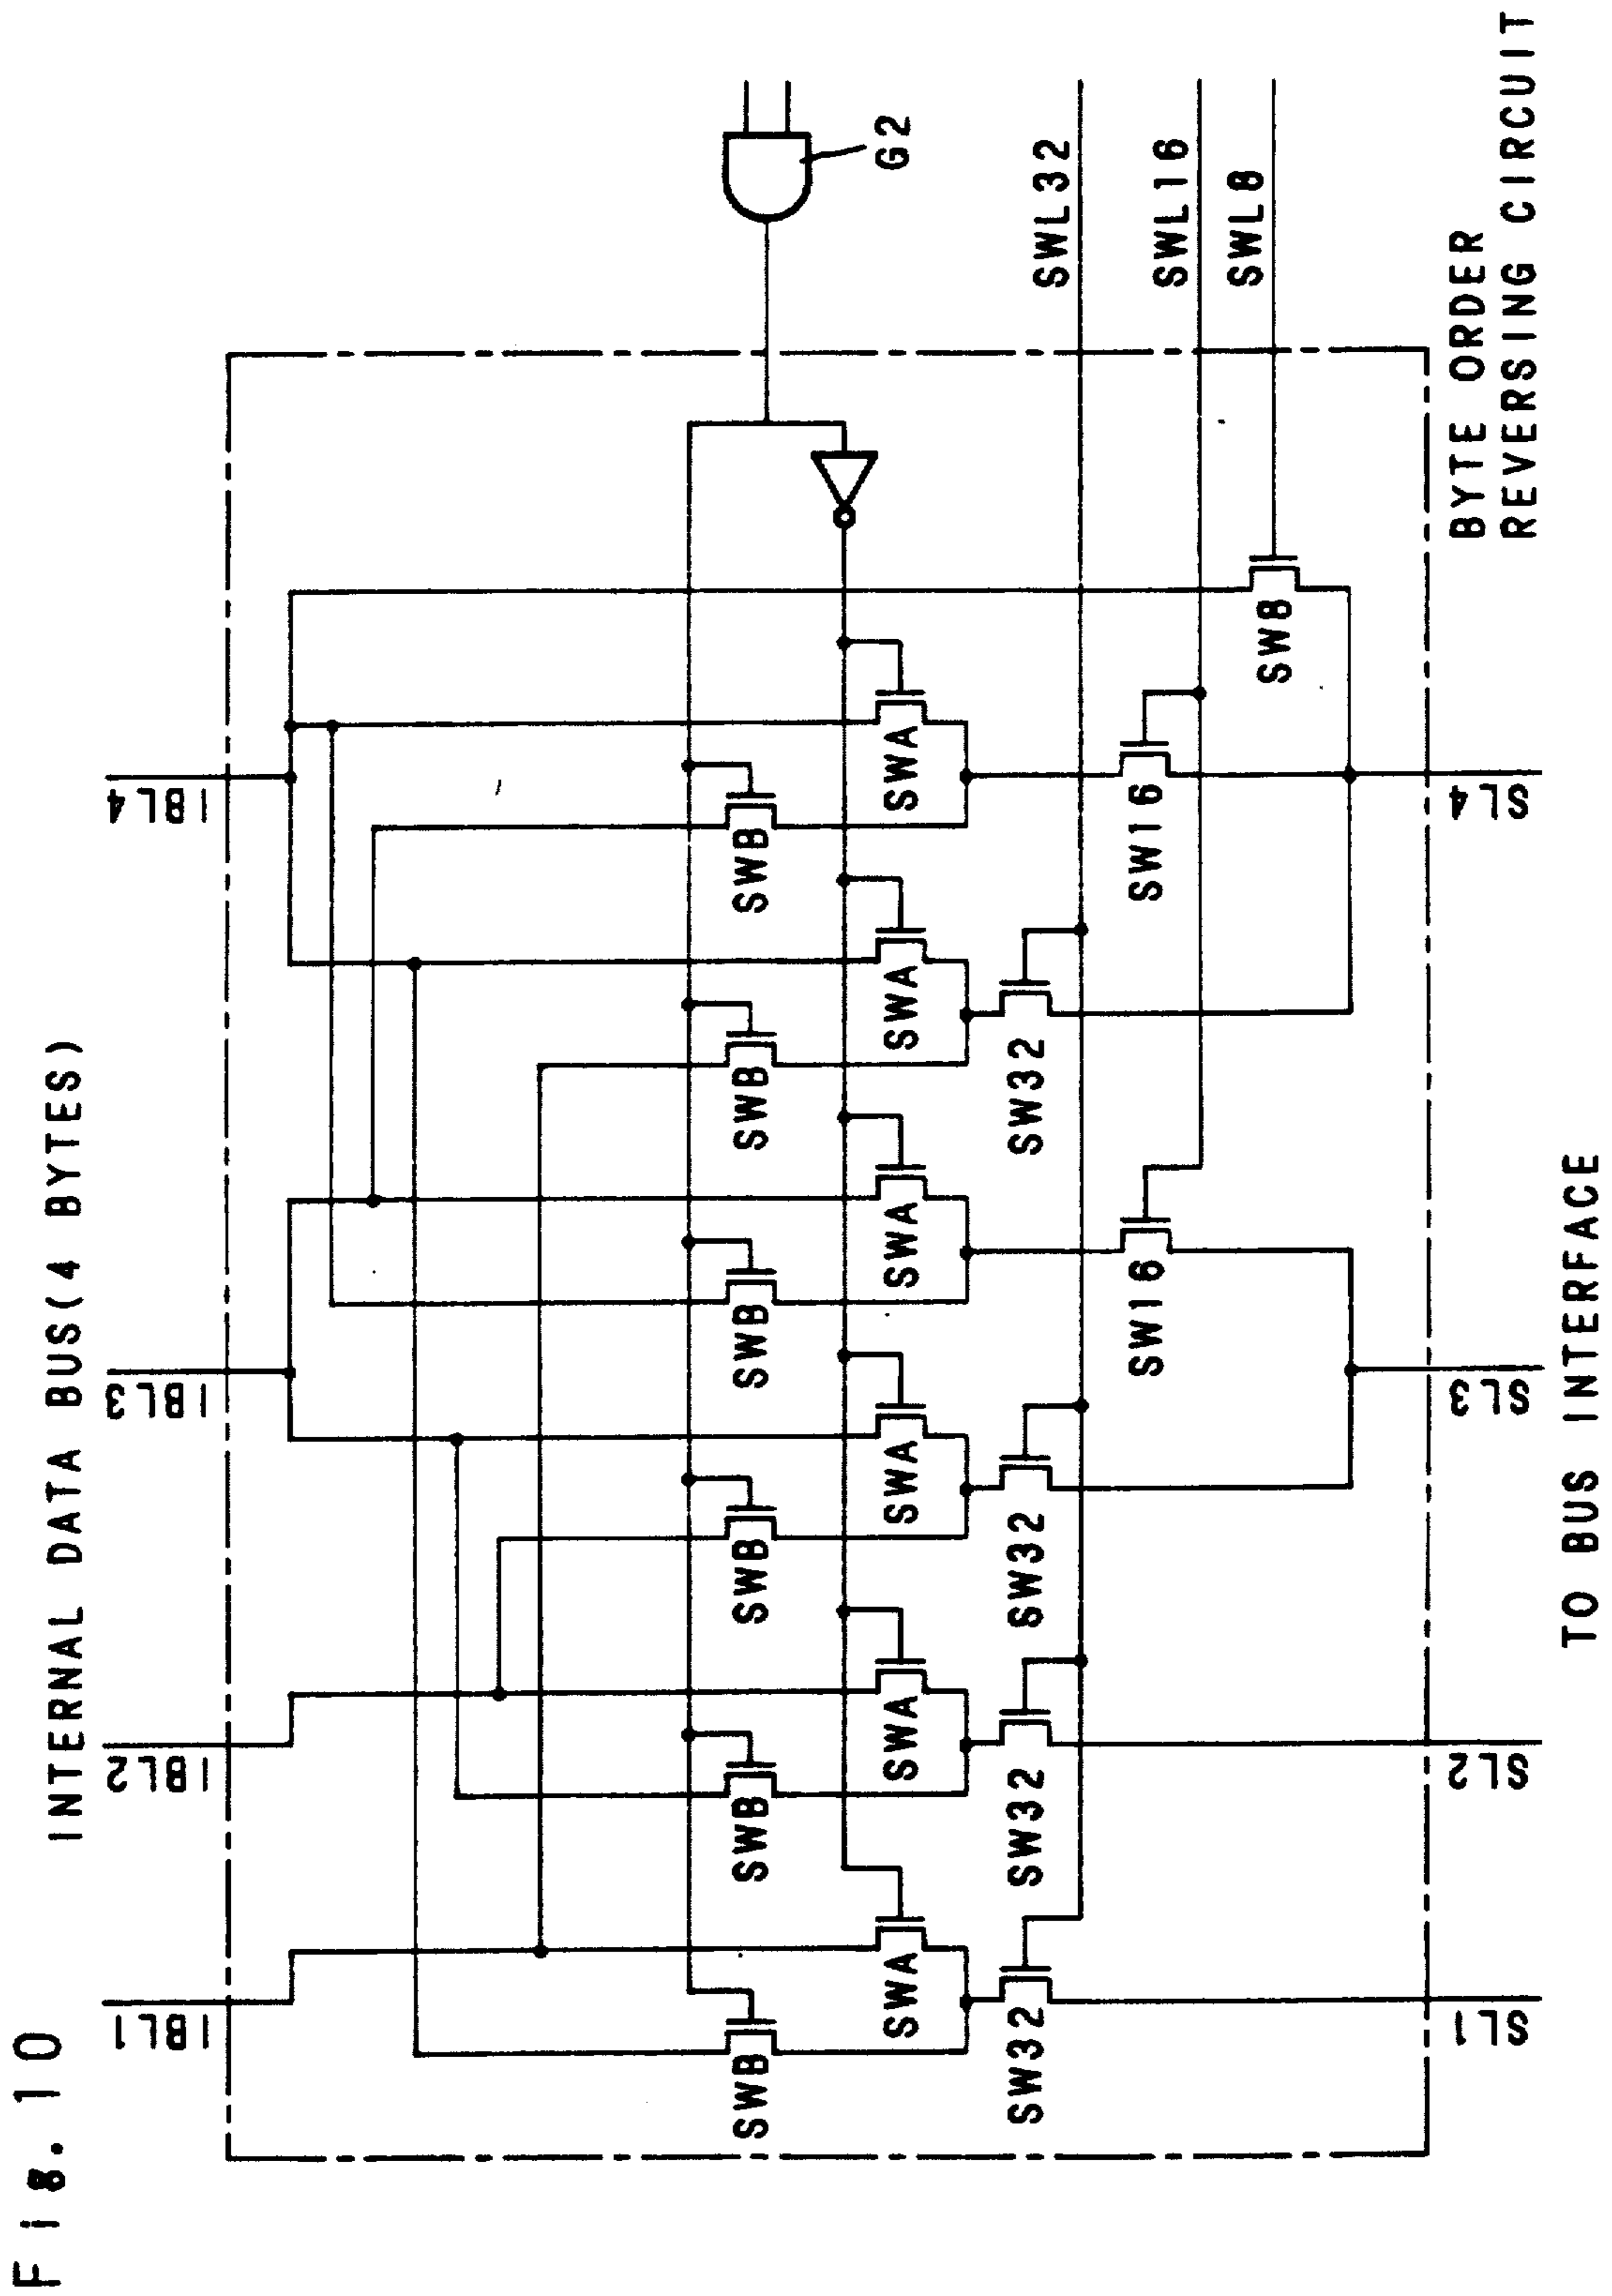 Fig. 10
INTERNAL DATA BUS(4 BYTES)
IBL1
IBL2
IBL3
IBL4
SWB
SWB
SWB
SWB
SWB
SWB
G2
SWA
SWA
SWA
SWA
SWA
SWA
SW32
SW32
SW32
SW32
SWL32
SW16
SW16
SWL16
SW8
SWL8
SL1
SL2
SL3
SL4
BYTE ORDER
REVERSING CIRCUIT
TO BUS INTERFACE